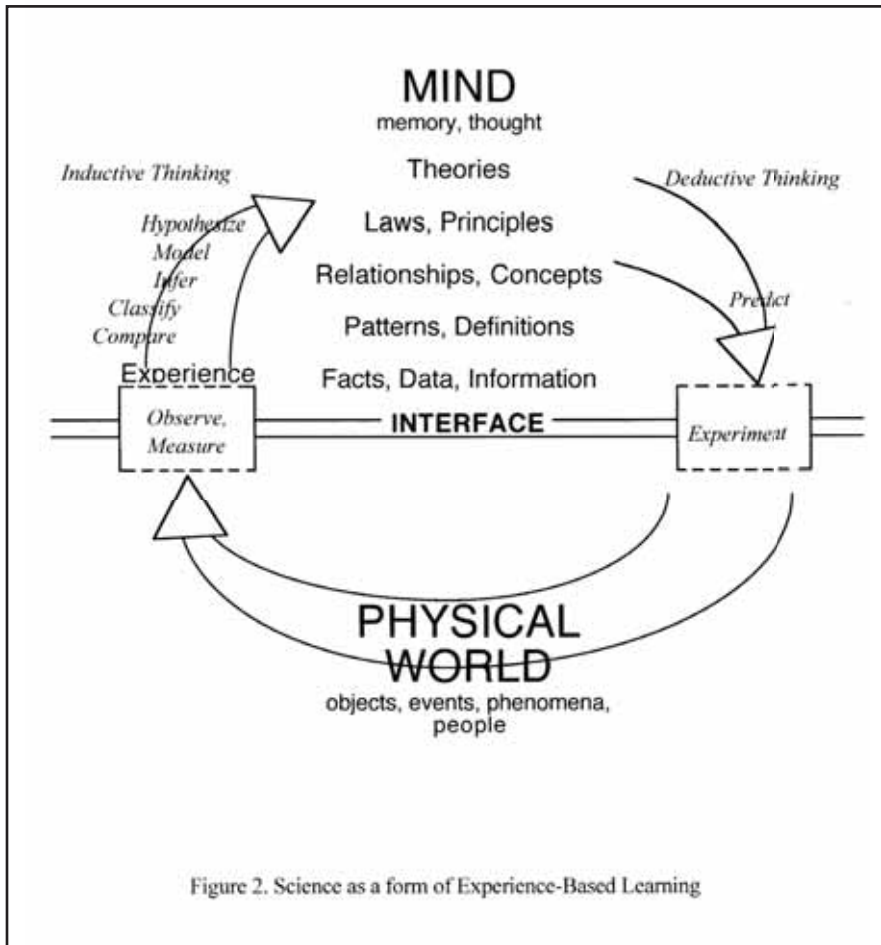 MIND
memory, thought
Inductive Thinking
Theories
Deductive Thinking
Hypothesize
Laws, Principles
Model
Relationships, Concepts
Infer
Predict
Classify
Patterns, Definitions
Compare
Experience
Facts, Data, Information
Observe,
Measure
INTERFACE
Experiment
PHYSICAL
WORLD
objects, events, phenomena,
people
Figure 2. Science as a form of Experience-Based Learning